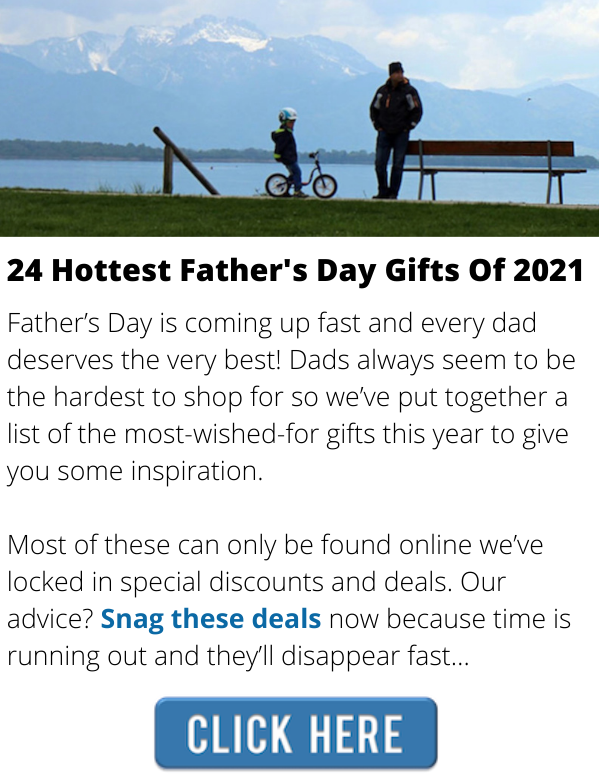 24 Hottest Father's Day Gifts Of 2021
Father’s Day is coming up fast and every dad
deserves the very best! Dads always seem to be
the hardest to shop for so we’ve put together a
list of the most-wished-for gifts this year to give
you some inspiration.
Most of these can only be found online we’ve
locked in special discounts and deals. Our
advice? Snag these deals now because time is
running out and they’ll disappear fast...
CLICK HERE